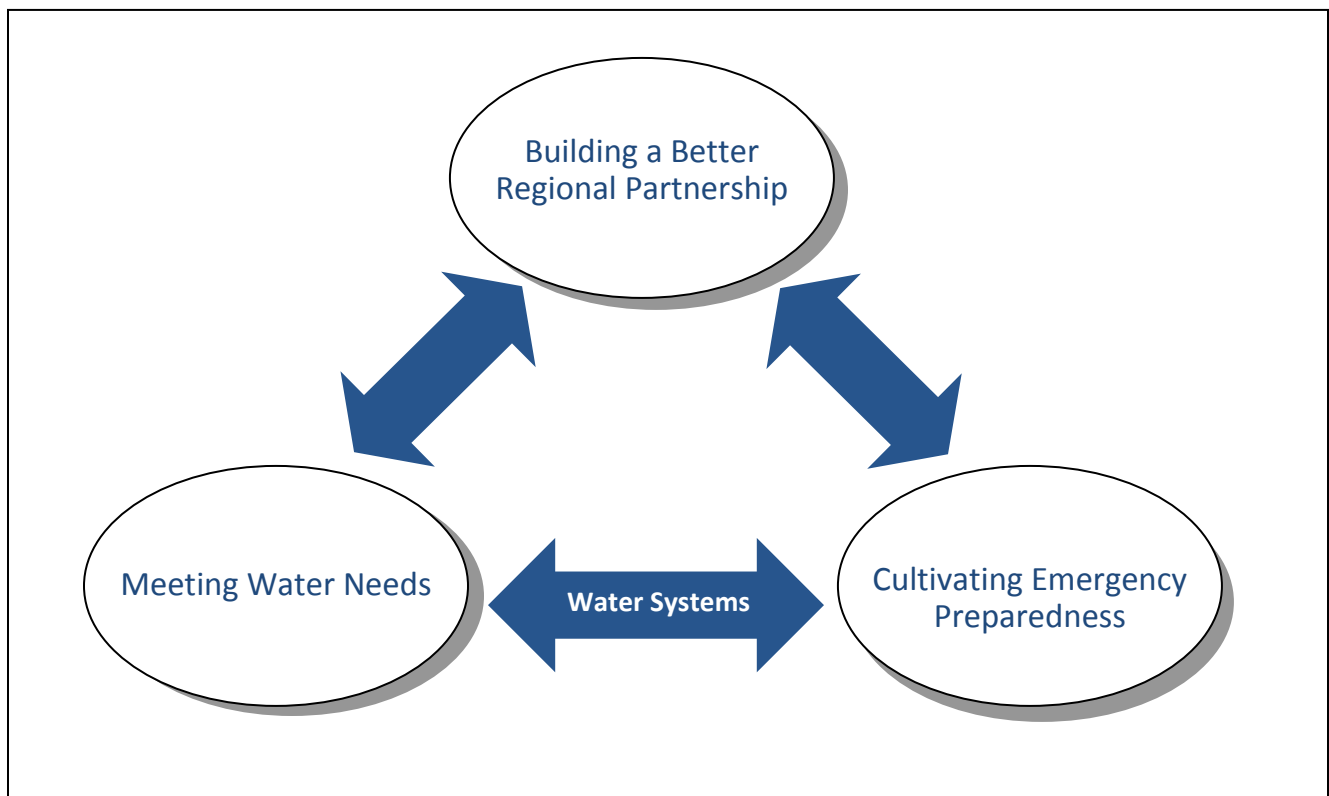 Building a Better
Regional Partnership
Meeting Water Needs
Water Systems
Cultivating Emergency
Preparedness